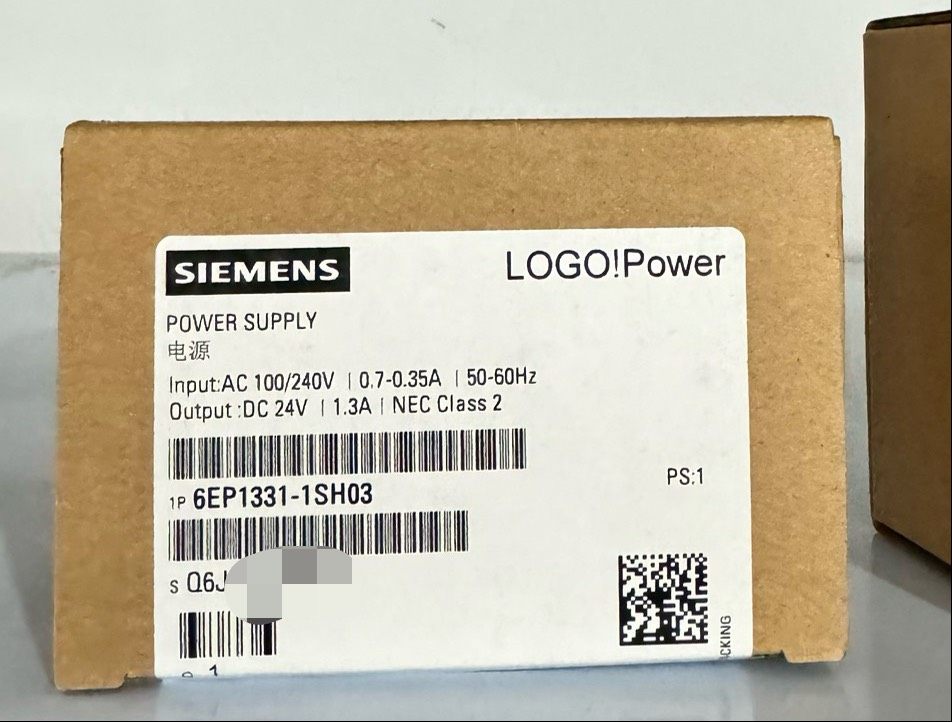 SIEMENS
LOGO!Power
POWER SUPPLY
电源
Input:AC 100/240V | 0.7-0.35A | 50-60Hz
Output :DC 24V | 1.3A | NEC Class 2
PS:1
1P 6EP1331-1SH03
S Q6J
1